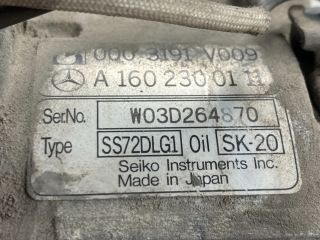 000 3191 V009
A 160 230 01 11
Ser No. W03D264870
Type SS72DLG1 Oil SK-20
Seiko Instruments Inc.
Made in Japan